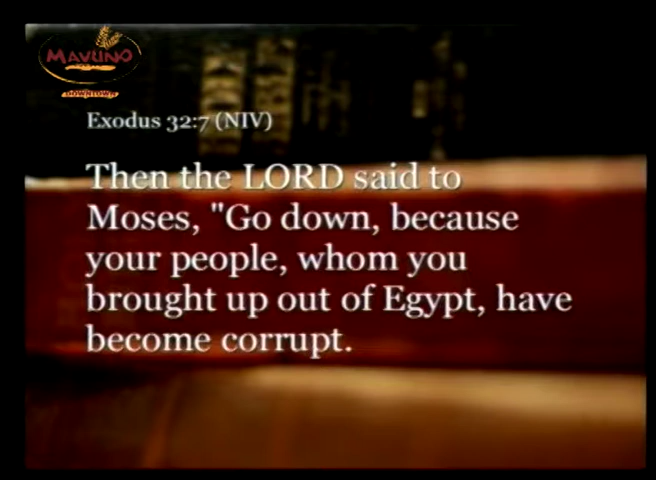 MAVUNO
DOWNTOWN
Exodus 32:7 (NIV)
Then the LORD said to
Moses, "Go down, because
your people, whom you
brought up out of Egypt, have
become corrupt.